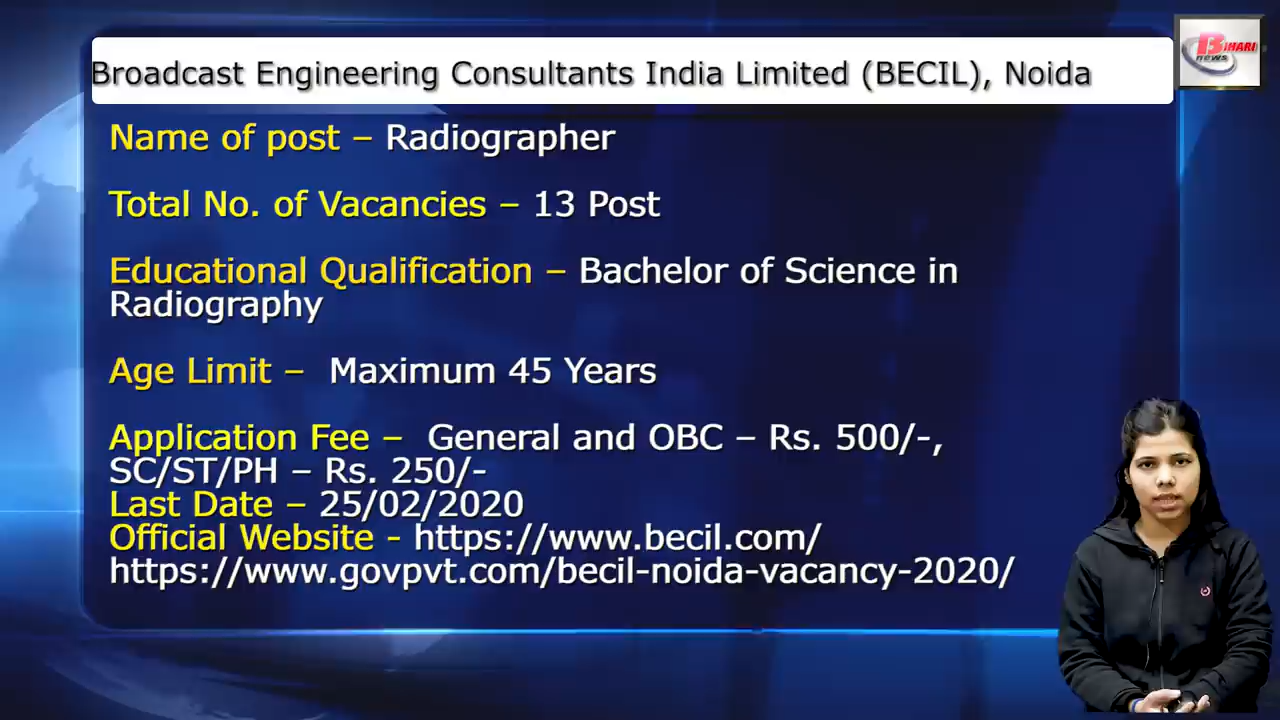 Broadcast Engineering Consultants India Limited (BECIL), Noida
BIHARI
news
Name of post – Radiographer
Total No. of Vacancies – 13 Post
Educational Qualification – Bachelor of Science in
Radiography
Age Limit – Maximum 45 Years
Application Fee – General and OBC – Rs. 500/-,
SC/ST/PH – Rs. 250/-
Last Date – 25/02/2020
Official Website - https://www.becil.com/
https://www.govpvt.com/becil-noida-vacancy-2020/